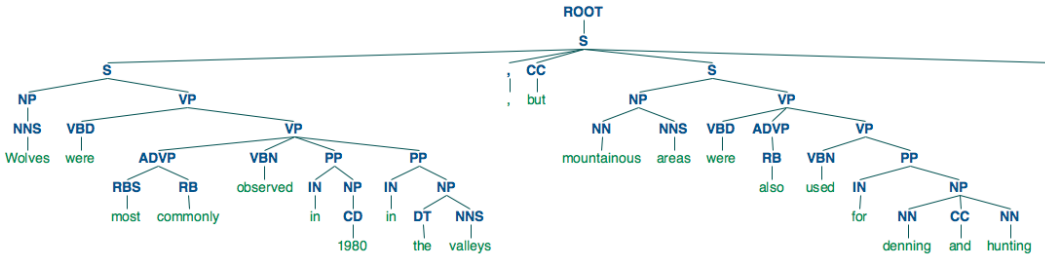 ROOT
S
S , CC S
NP VP , but NP VP
NNS VBD VP NN NNS VBD ADVP VP
Wolves were ADVP VBN PP PP mountainous areas were RB VBN PP
RBS RB observed IN NP IN NP also used IN NP
most commonly in CD in DT NNS for NN CC NN
1980 the valleys denning and hunting